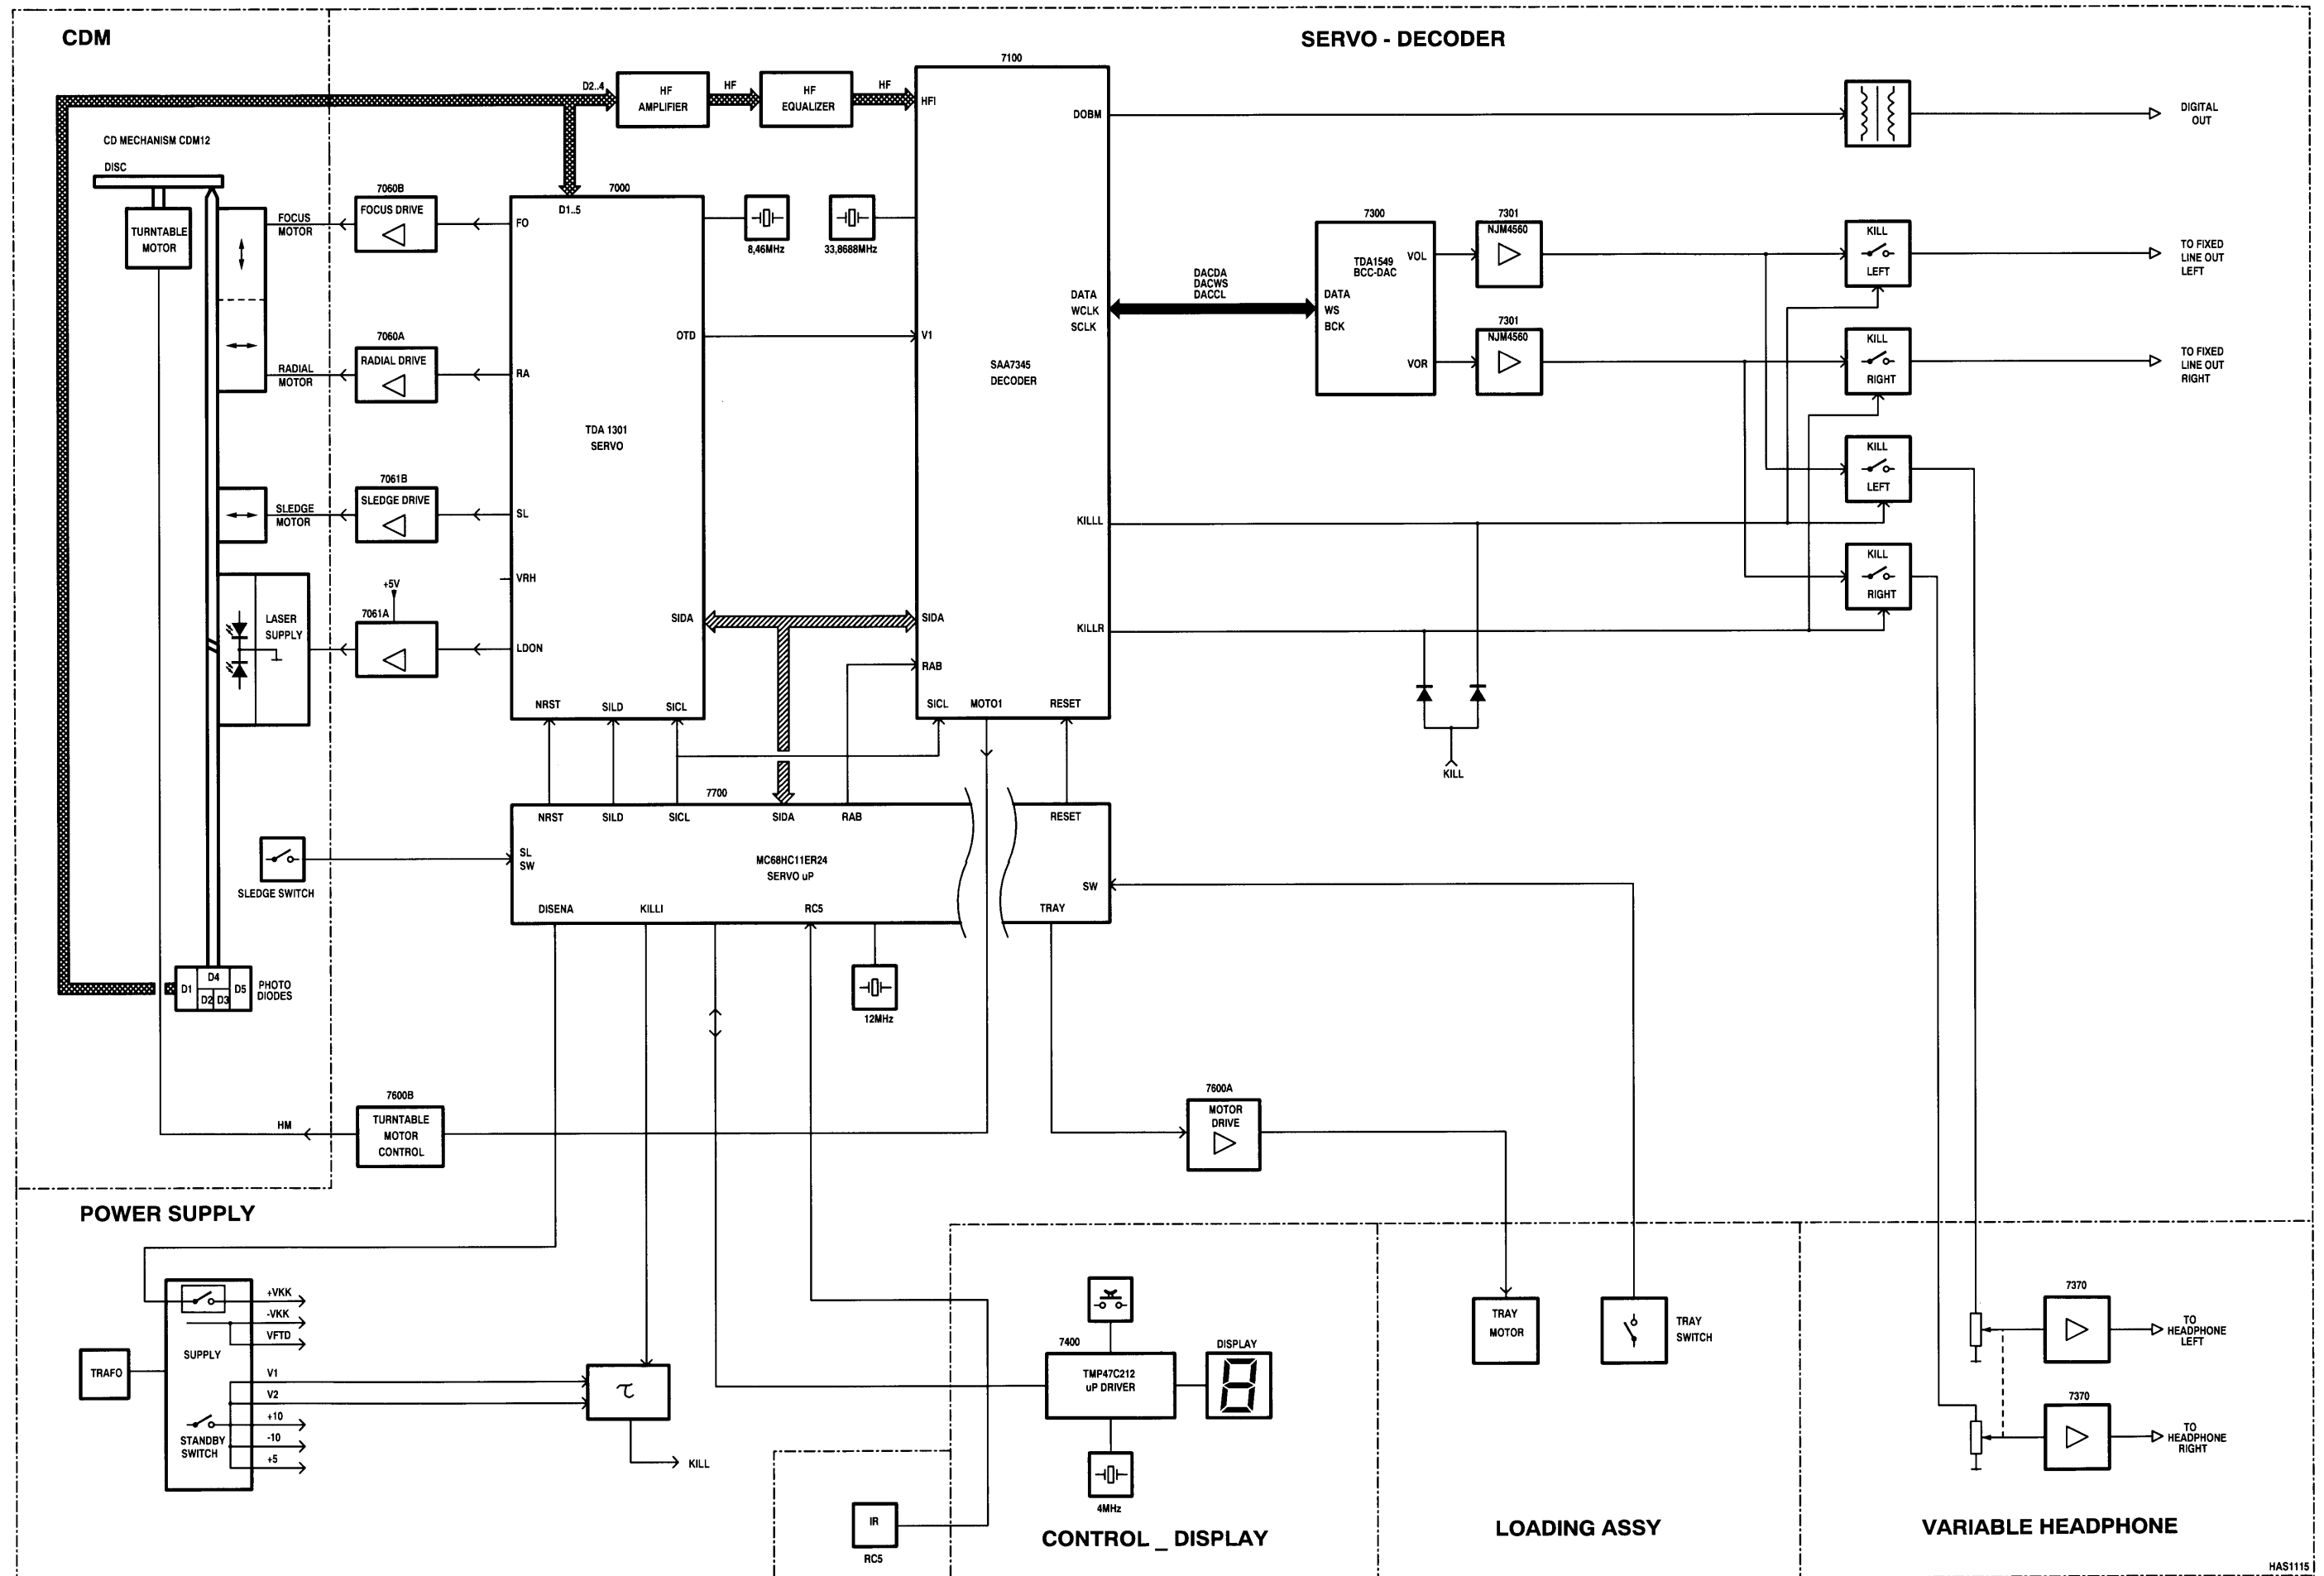 CDM
SERVO - DECODER
7100
D2..4
HF
AMPLIFIER
HF
HF
EQUALIZER
HF
HFI
DOBM
DIGITAL
OUT
CD MECHANISM CDM12
DISC
TURNTABLE
MOTOR
FOCUS
MOTOR
7060B
FOCUS DRIVE
FO
7000
D1..5
8,46MHz
33,8688MHz
7300
TDA1549
BCC-DAC
VOL
DATA
WS
BCK
VOR
7301
NJM4560
7301
NJM4560
KILL
LEFT
TO FIXED
LINE OUT
LEFT
DACDA
DACWS
DACCL
DATA
WCLK
SCLK
KILL
RIGHT
TO FIXED
LINE OUT
RIGHT
OTD
V1
7060A
RADIAL DRIVE
RADIAL
MOTOR
RA
SAA7345
DECODER
TDA 1301
SERVO
KILL
LEFT
7061B
SLEDGE DRIVE
SLEDGE
MOTOR
SL
KILLL
KILL
RIGHT
VRH
+5V
7061A
LASER
SUPPLY
LDON
SIDA
SIDA
KILLR
RAB
NRST
SILD
SICL
SICL
MOTO1
RESET
KILL
7700
NRST
SILD
SICL
SIDA
RAB
RESET
SL
SW
MC68HC11ER24
SERVO uP
SW
SLEDGE SWITCH
DISENA
KILLI
RC5
TRAY
D1
D4
D2
D3
D5
PHOTO
DIODES
12MHz
7600B
TURNTABLE
MOTOR
CONTROL
HM
7600A
MOTOR
DRIVE
POWER SUPPLY
+VKK
-VKK
VFTD
SUPPLY
TRAFO
V1
V2
+10
-10
+5
STANDBY
SWITCH
τ
KILL
7400
TMP47C212
uP DRIVER
DISPLAY
8
4MHz
IR
RC5
CONTROL _ DISPLAY
TRAY
MOTOR
TRAY
SWITCH
LOADING ASSY
7370
TO
HEADPHONE
LEFT
7370
TO
HEADPHONE
RIGHT
VARIABLE HEADPHONE
HAS1115